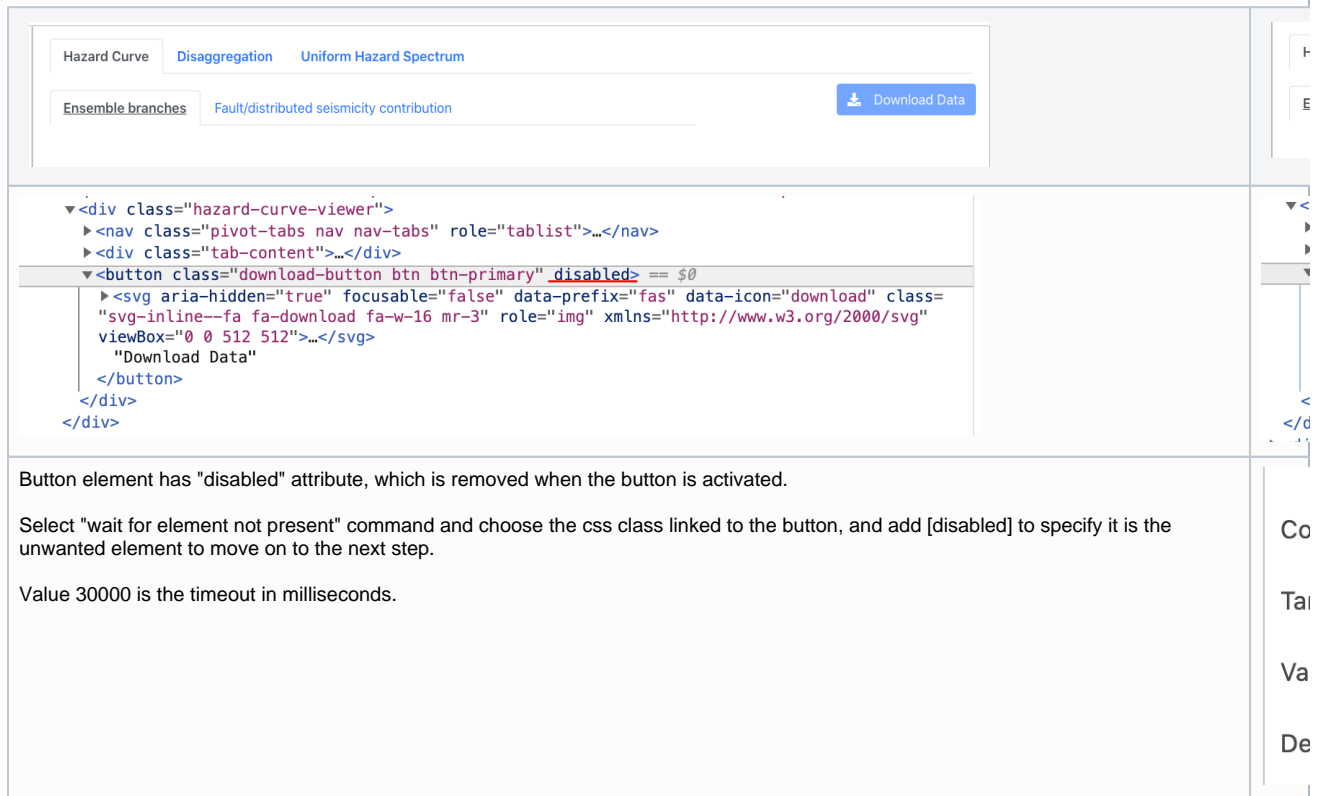 Hazard Curve Disaggregation Uniform Hazard Spectrum
Ensemble branches Fault/distributed seismicity contribution Download Data
▼<div class="hazard-curve-viewer">
▶<nav class="pivot-tabs nav nav-tabs" role="tablist">…</nav>
▶<div class="tab-content">…</div>
▼<button class="download-button btn btn-primary" disabled> == $0
▶<svg aria-hidden="true" focusable="false" data-prefix="fas" data-icon="download" class=
"svg-inline--fa fa-download fa-w-16 mr-3" role="img" xmlns="http://www.w3.org/2000/svg"
viewBox="0 0 512 512">…</svg>
"Download Data"
</button>
</div>
</div>
Button element has "disabled" attribute, which is removed when the button is activated.
Select "wait for element not present" command and choose the css class linked to the button, and add [disabled] to specify it is the
unwanted element to move on to the next step.
Value 30000 is the timeout in milliseconds.
E
▼<
<
</d
Co
Ta
Va
De